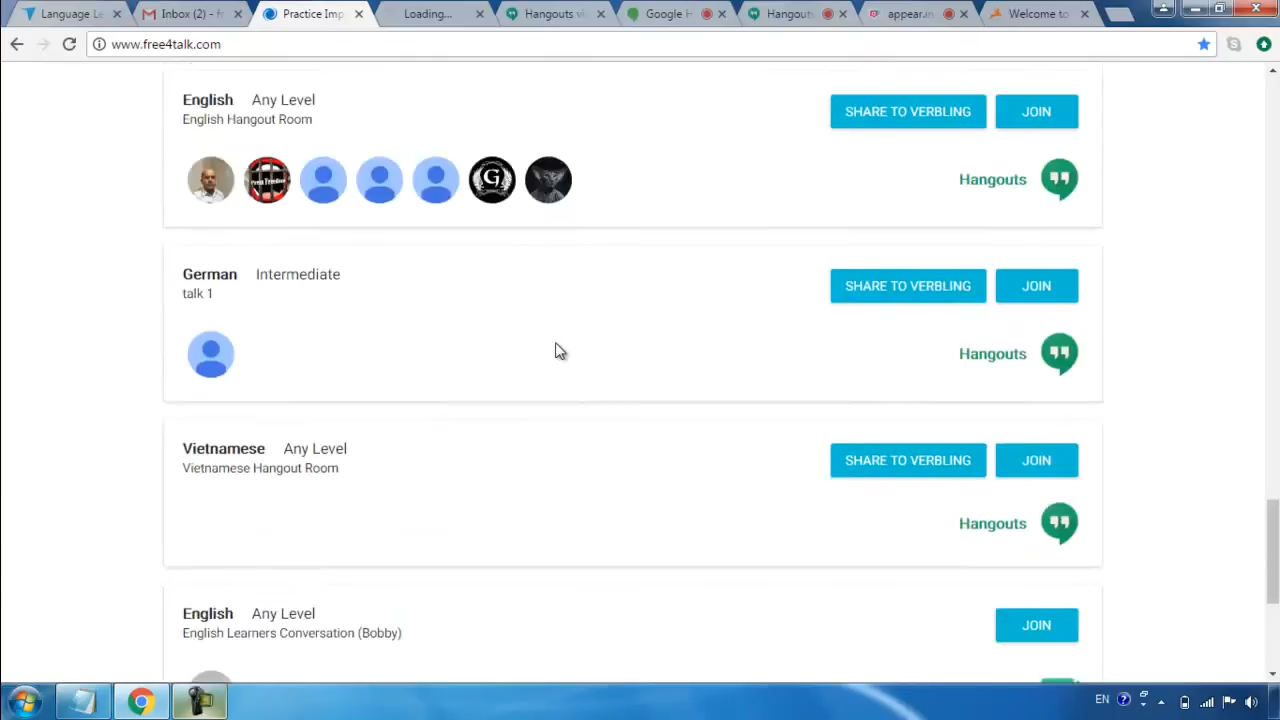 Language Le
Inbox (2) - fr
Practice Imp
Loading...
Hangouts vi
Google H
Hangout
appear.in
Welcome to
www.free4talk.com
English Any Level
English Hangout Room
SHARE TO VERBLING
JOIN
G
Hangouts
German Intermediate
talk 1
SHARE TO VERBLING
JOIN
Hangouts
Vietnamese Any Level
Vietnamese Hangout Room
SHARE TO VERBLING
JOIN
Hangouts
English Any Level
English Learners Conversation (Bobby)
JOIN
EN